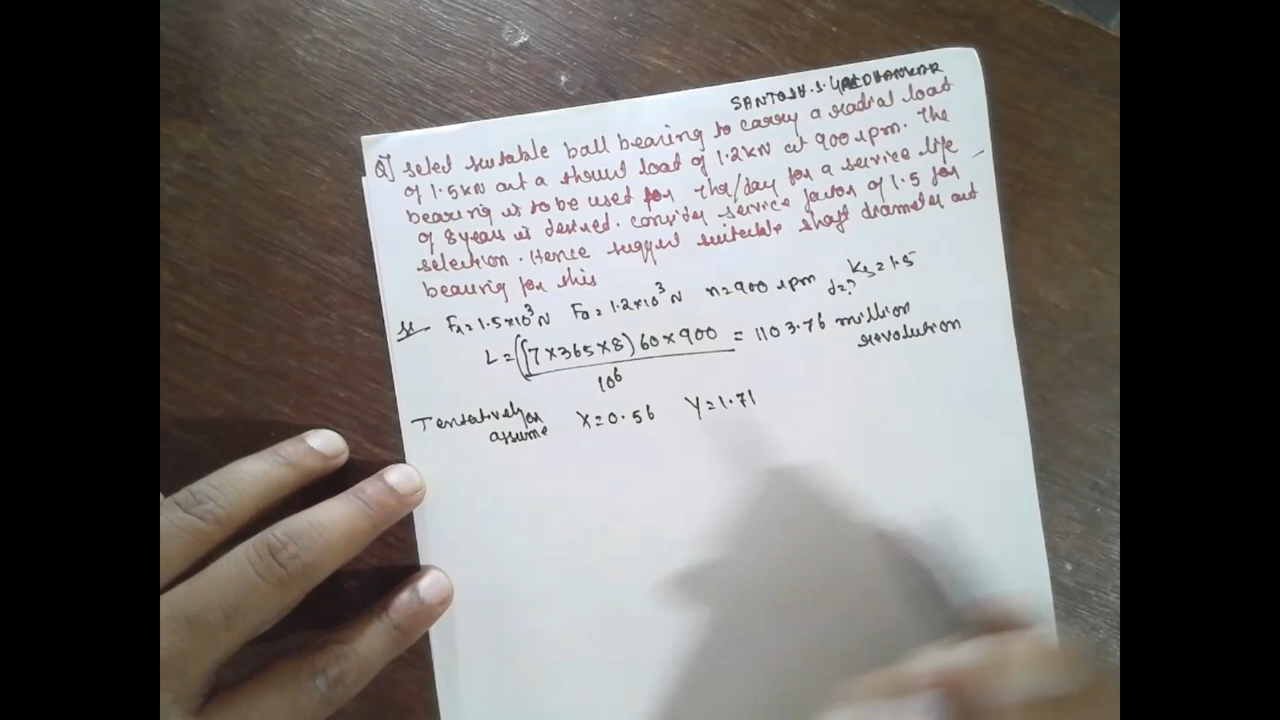 SANTOSH.S.
Q] select suitable ball bearing to carry a radial load
of 1.5kN and a thrust load of 1.2kN at 900 rpm. The
bearing is to be used for 7hr/day for a service life
of 8years is desired. consider service factor of 1.5 for
selection. Hence suggest suitable shaft diameter and
bearing for this
Fr=1.5×10³N Fa=1.2×10³N n=900 rpm d=? ks=1.5
L=((7×365×8)60×900 = 1103.76 million
10⁶ revolution
Tentatively X=0.56 Y=1.71
assume